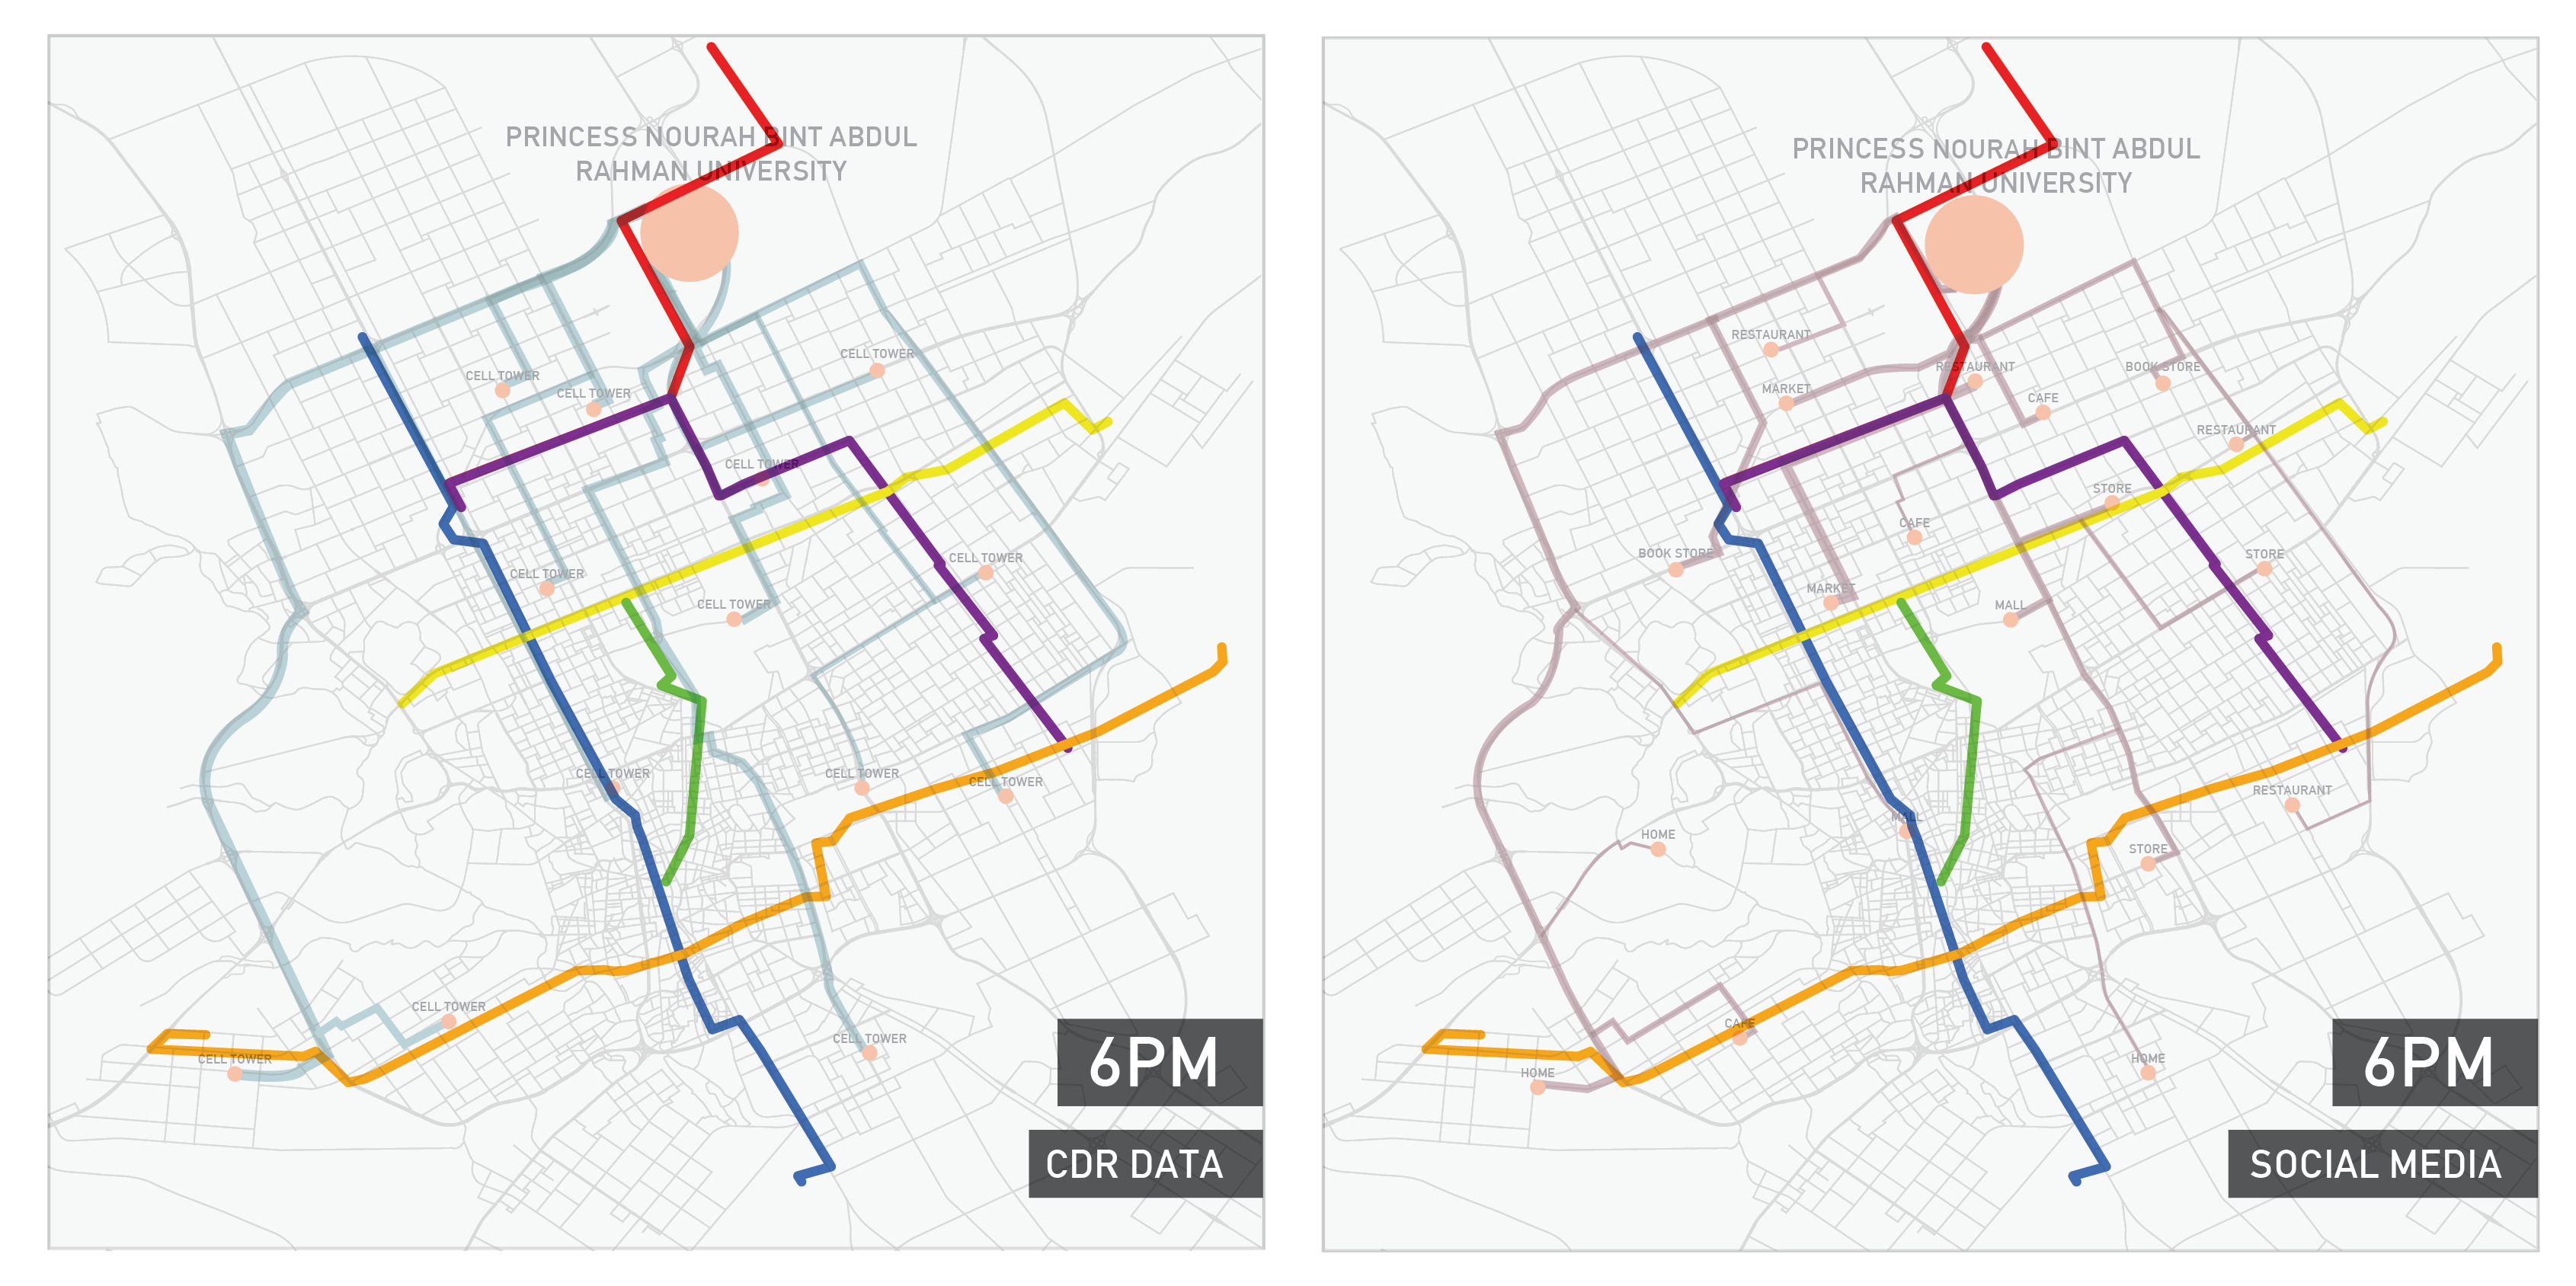 PRINCESS NOURAH BINT ABDUL
RAHMAN UNIVERSITY
CELL TOWER
CELL TOWER
CELL TOWER
CELL TOWER
CELL TOWER
CELL TOWER
CELL TOWER
CELL TOWER
CELL TOWER
CELL TOWER
CELL TOWER
CELL TOWER
CELL TOWER
6PM
CDR DATA
PRINCESS NOURAH BINT ABDUL
RAHMAN UNIVERSITY
RESTAURANT
RESTAURANT
BOOK STORE
MARKET
CAFE
RESTAURANT
STORE
CAFE
BOOK STORE
STORE
MARKET
MALL
RESTAURANT
MALL
HOME
STORE
CAFE
HOME
HOME
6PM
SOCIAL MEDIA